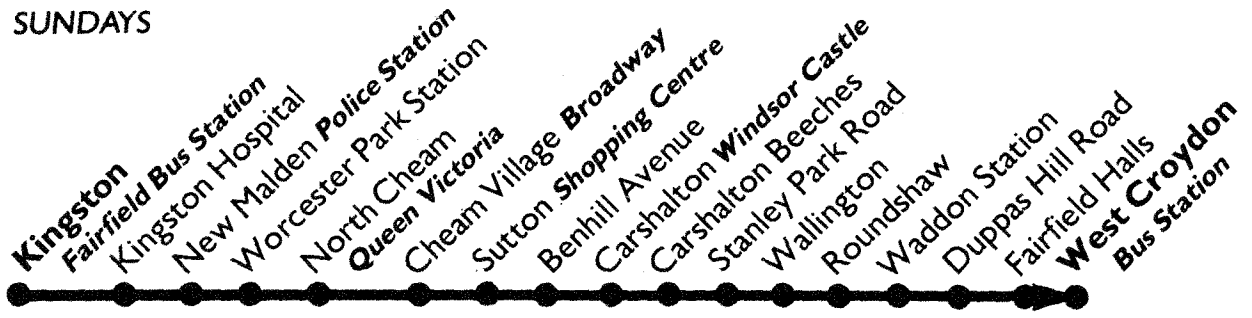 SUNDAYS
Kingston
Fairfield Bus Station
Kingston Hospital
New Malden Police Station
Worcester Park Station
North Cheam
Queen Victoria
Cheam Village Broadway
Sutton Shopping Centre
Benhill Avenue
Carshalton Windsor Castle
Carshalton Beeches
Stanley Park Road
Wallington
Roundshaw
Waddon Station
Duppas Hill Road
Fairfield Halls
West Croydon
Bus Station